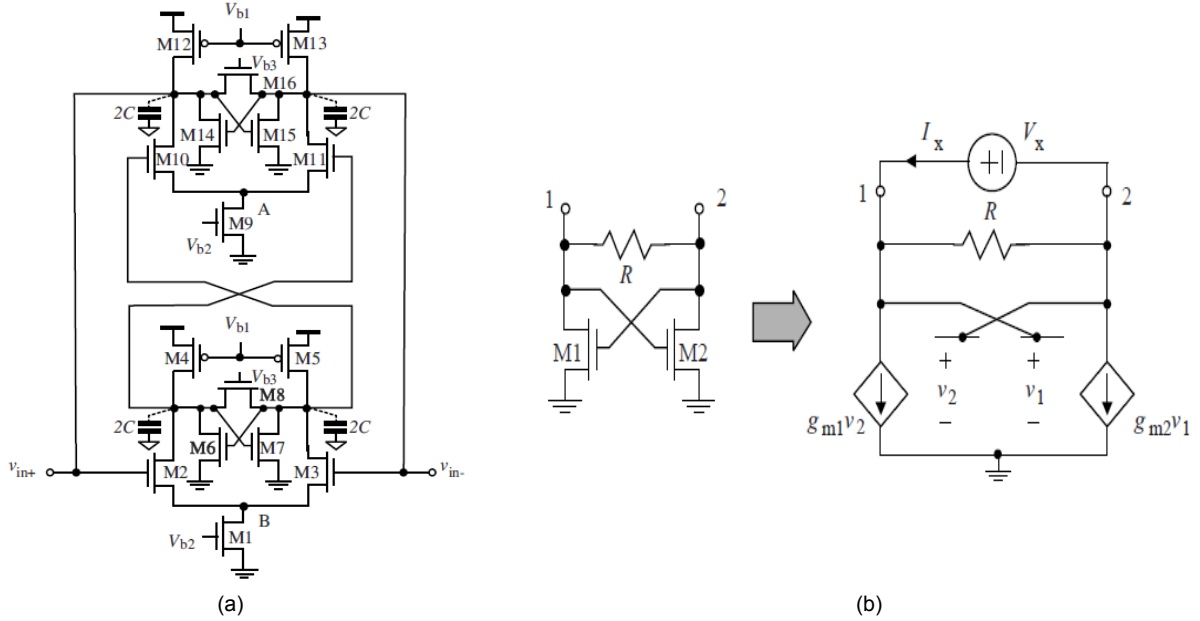 Vb1
M12 M13
Vb3
M16
2C 2C
M14 M15
M10 M11
A
M9
Vb2
Vb1
M4 M5
Vb3
M8
2C 2C
M6 M7
vin+ M2 M3 vin-
B
Vb2 M1
(a)
1 2
R
M1 M2
Ix Vx
+
1 2
R
+ +
v2 v1
− −
gm1v2 gm2v1
(b)